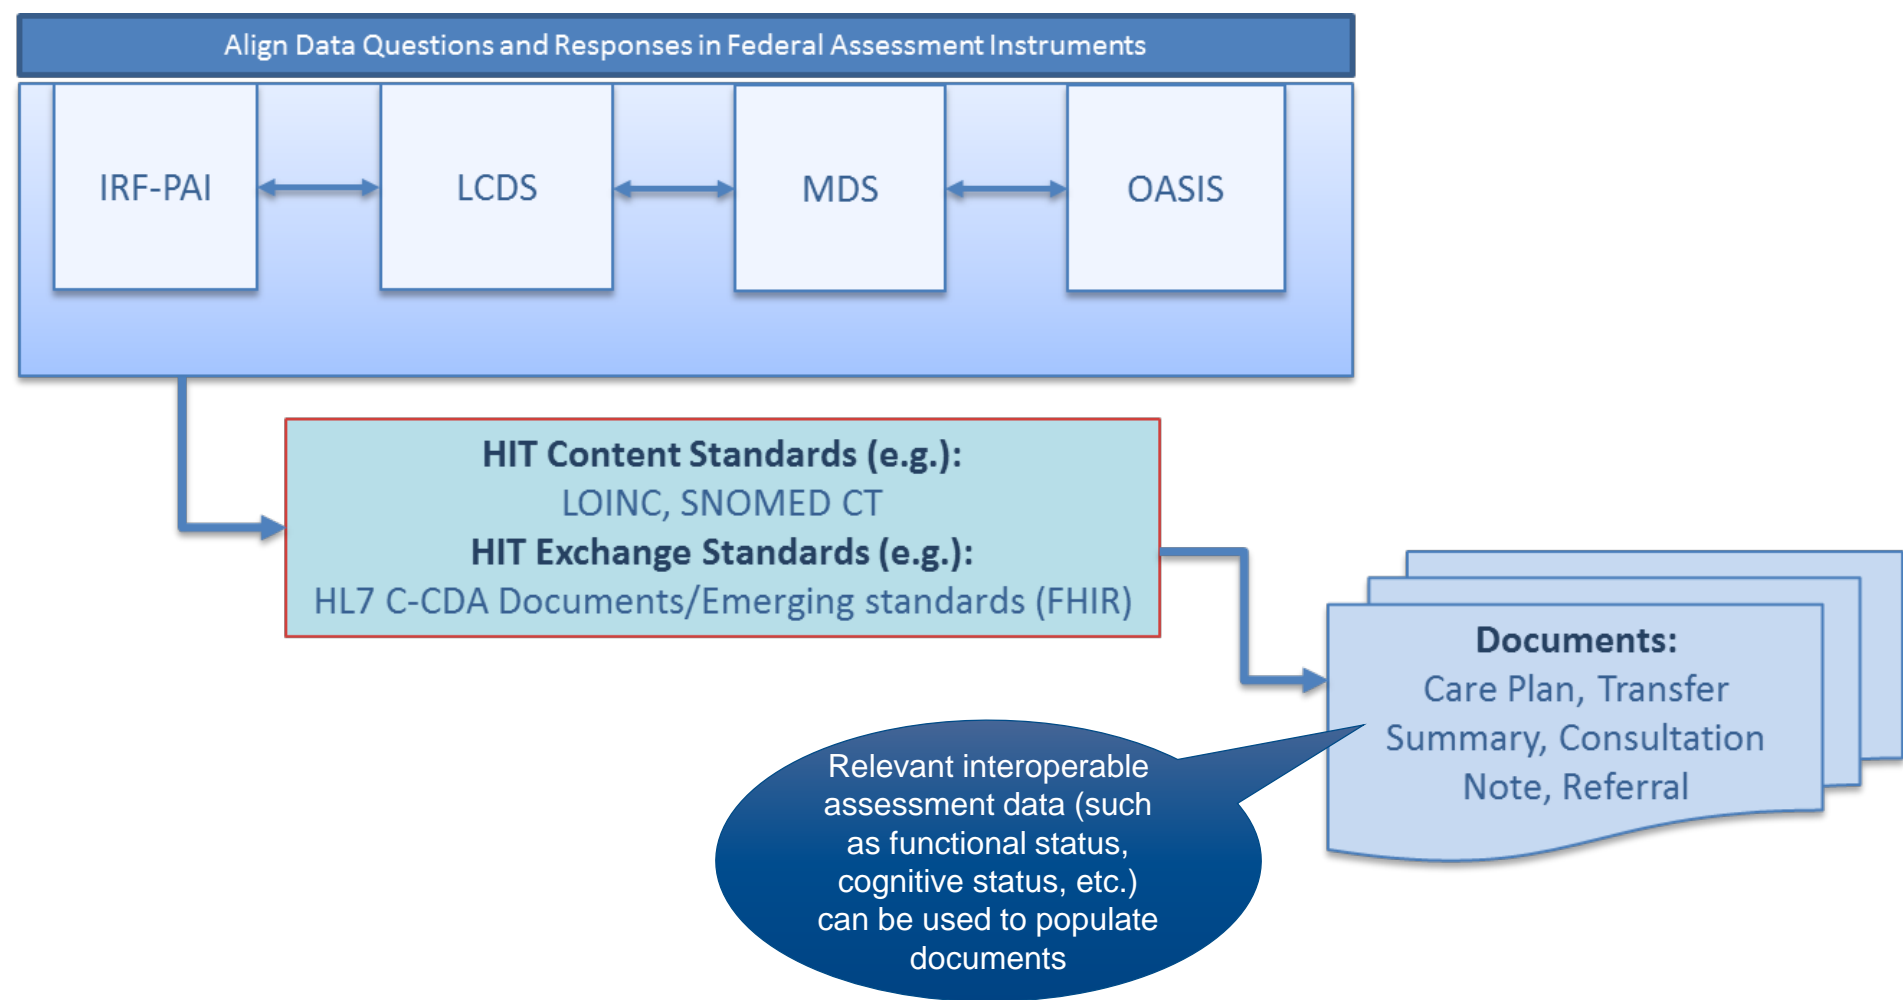 Align Data Questions and Responses in Federal Assessment Instruments
IRF-PAI
LCDS
MDS
OASIS
HIT Content Standards (e.g.):
LOINC, SNOMED CT
HIT Exchange Standards (e.g.):
HL7 C-CDA Documents/Emerging standards (FHIR)
Documents:
Care Plan, Transfer
Summary, Consultation
Note, Referral
Relevant interoperable
assessment data (such
as functional status,
cognitive status, etc.)
can be used to populate
documents